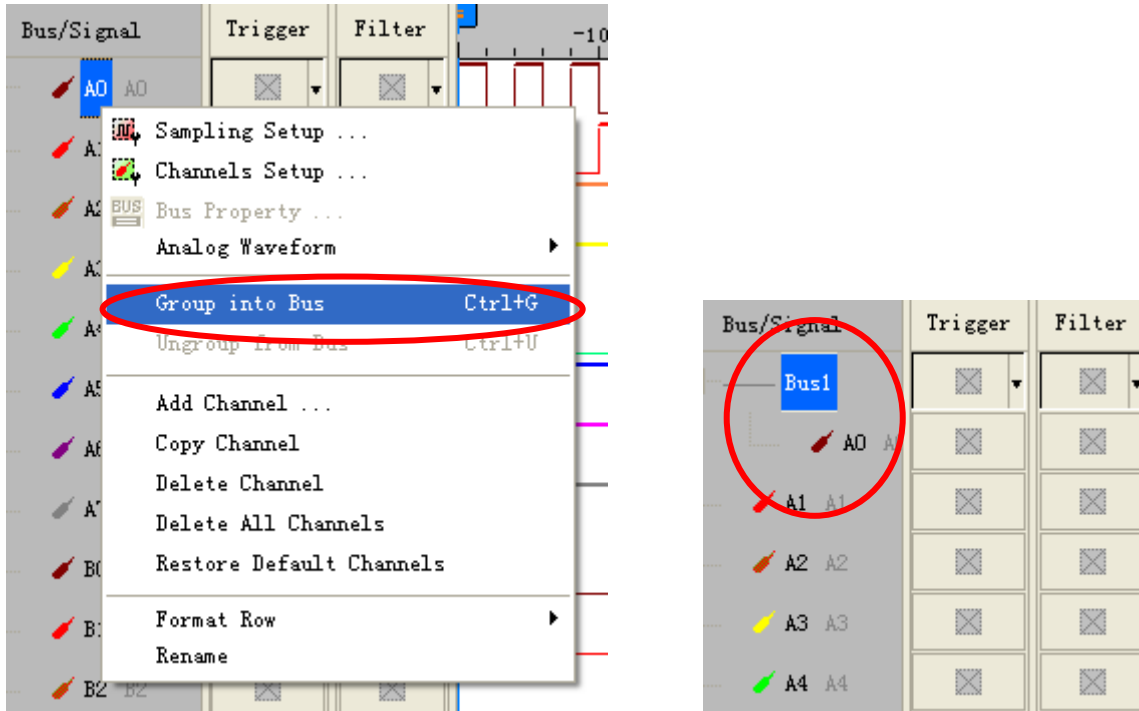 Bus/Signal Trigger Filter -10
A0 A0
Sampling Setup ...
Channels Setup ...
BUS Bus Property ...
Analog Waveform
Group into Bus Ctrl+G
Ungroup from Bus Ctrl+U
Add Channel ...
Copy Channel
Delete Channel
Delete All Channels
Restore Default Channels
Format Row
Rename
B2 B2
Bus/Signal Trigger Filter
Bus1
A0
A1 A1
A2 A2
A3 A3
A4 A4